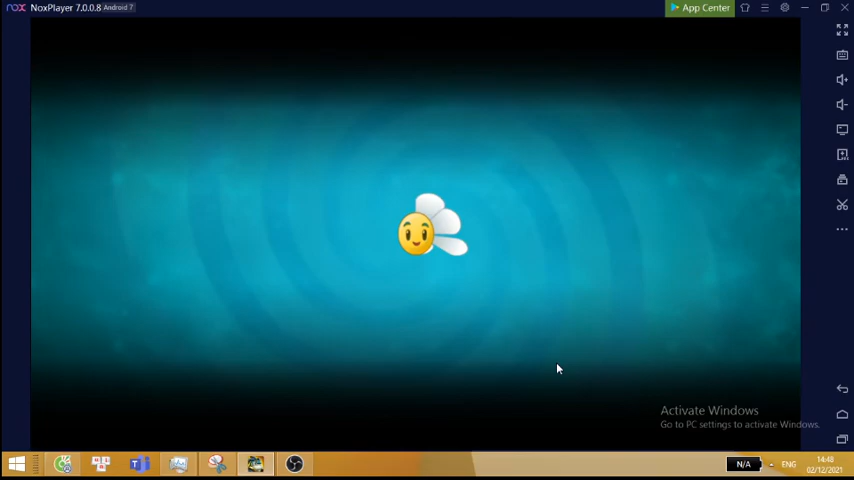 nox NoxPlayer 7.0.0.8 Android 7
App Center
Activate Windows
Go to PC settings to activate Windows.
N/A
ENG
14:48
02/12/2021